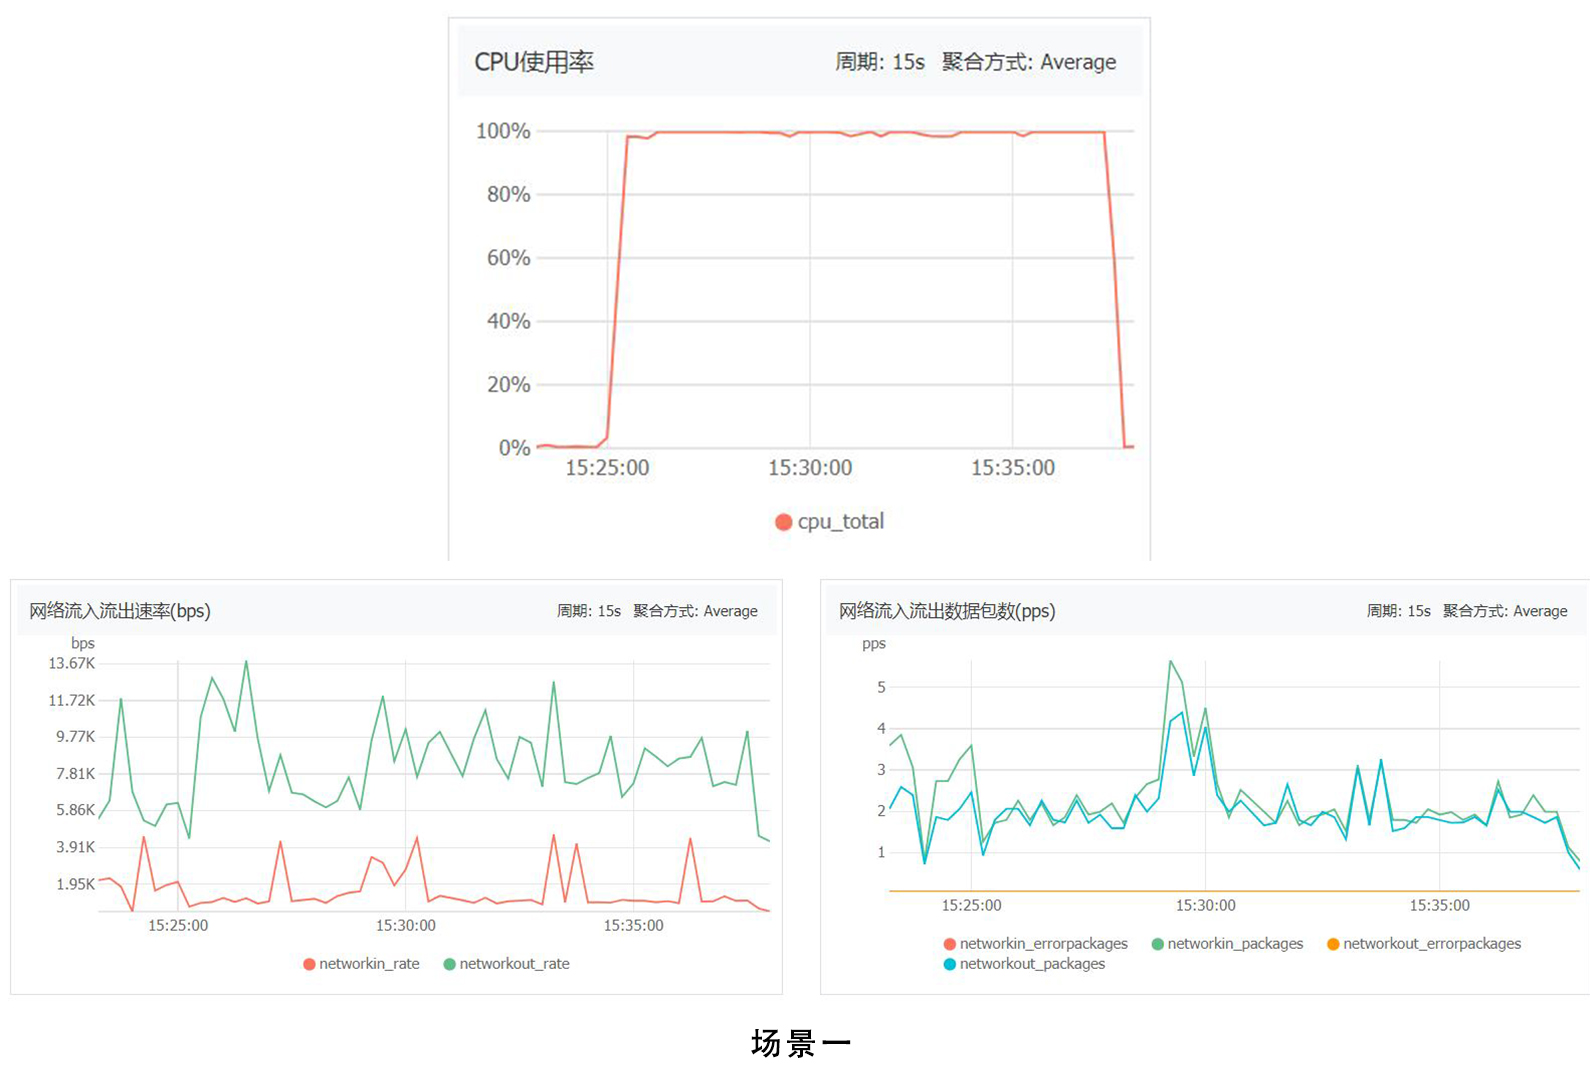 CPU使用率 周期: 15s 聚合方式: Average
100%
80%
60%
40%
20%
0%
15:25:00 15:30:00 15:35:00
cpu_total
网络流入流出速率(bps) 周期: 15s 聚合方式: Average
bps
13.67K
11.72K
9.77K
7.81K
5.86K
3.91K
1.95K
15:25:00 15:30:00 15:35:00
networkin_rate networkout_rate
网络流入流出数据包数(pps) 周期: 15s 聚合方式: Average
pps
5
4
3
2
1
15:25:00 15:30:00 15:35:00
networkin_errorpackages networkin_packages networkout_errorpackages
networkout_packages
场景一